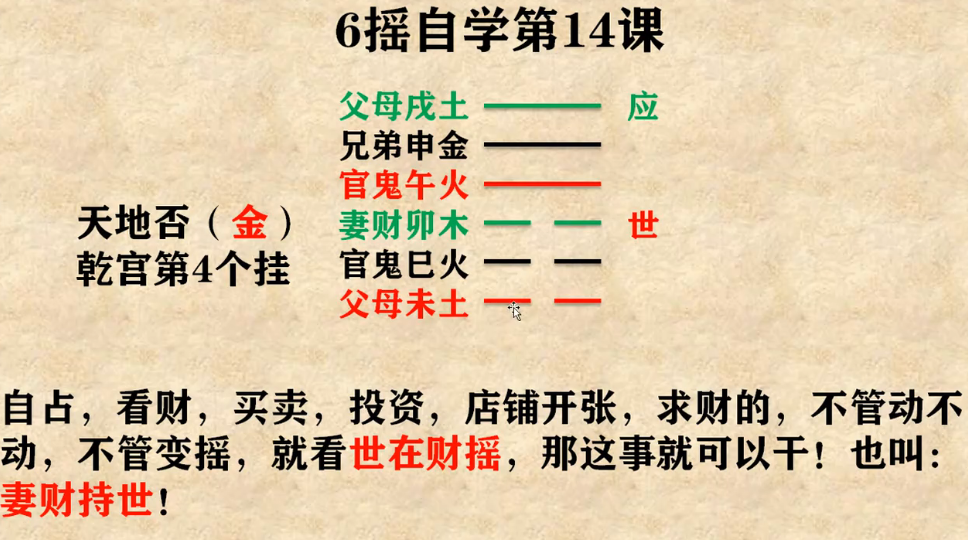 6摇自学第14课
父母戌土 应
兄弟申金
官鬼午火
天地否（金）
妻财卯木 世
乾宫第4个挂
官鬼巳火
父母未土
自占，看财，买卖，投资，店铺开张，求财的，不管动不
动，不管变摇，就看世在财摇，那这事就可以干！也叫：
妻财持世！